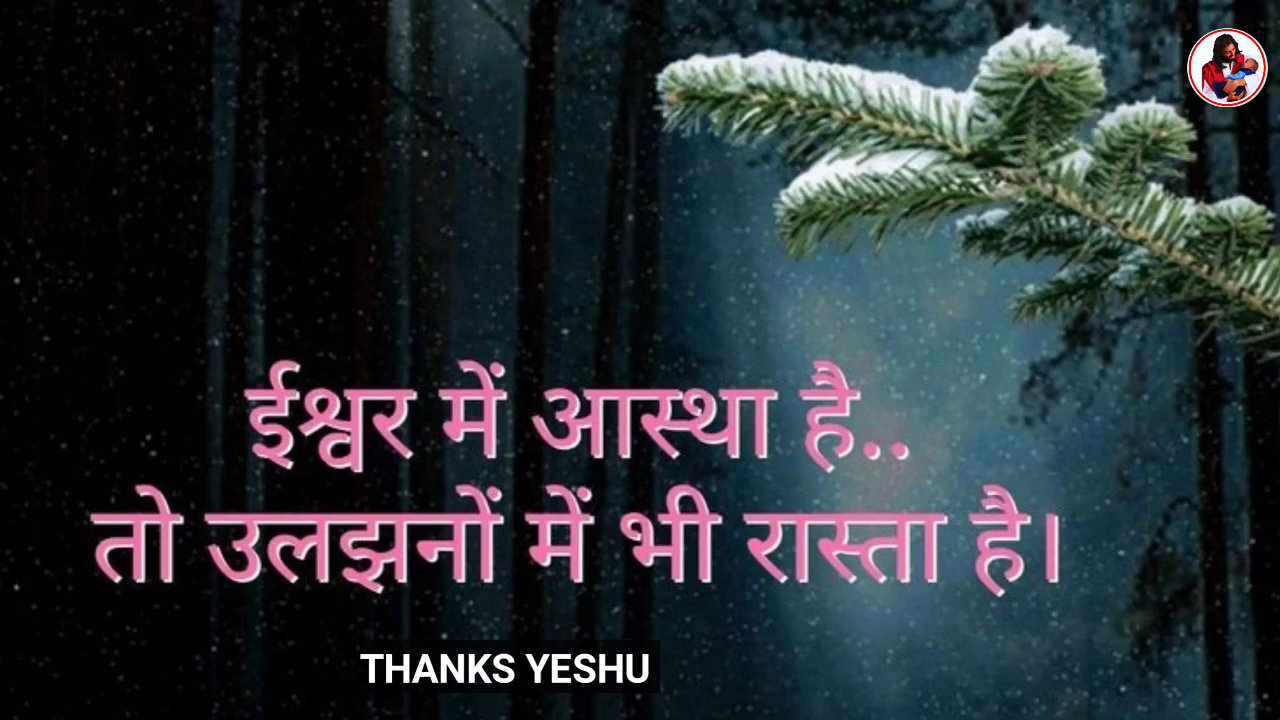 ईश्वर में आस्था है..
तो उलझनों में भी रास्ता है।
THANKS YESHU